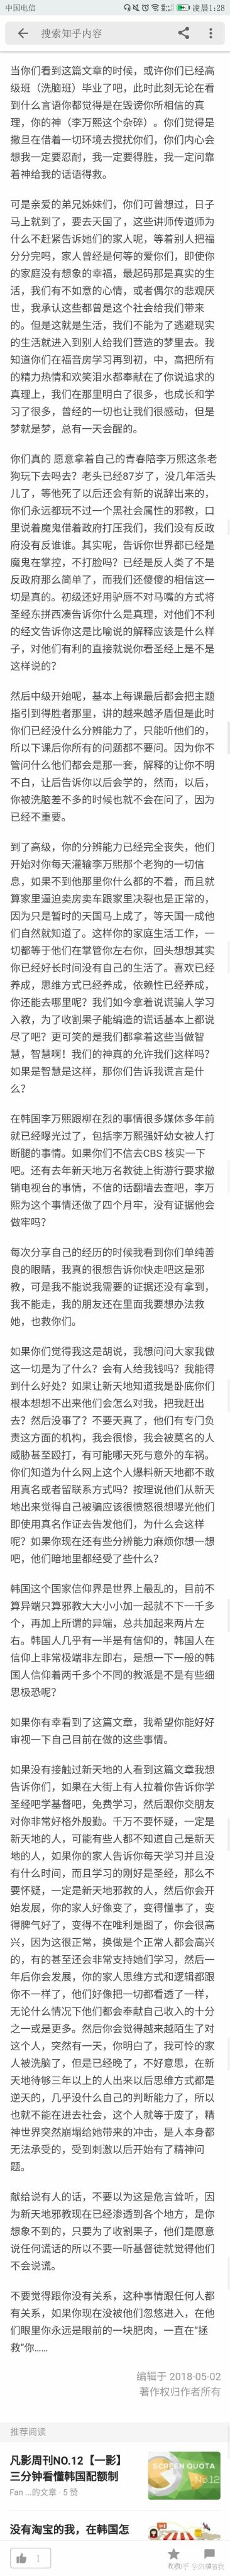 中国电信
凌晨1:28
搜索知乎内容
当你们看到这篇文章的时候，或许你们已经高
级班（洗脑班）毕业了吧，此时此刻无论在看
到什么言语你都觉得是在毁谤你所相信的真
理，你的神（李万熙这个杂碎）。你们觉得是
撒旦在借着一切环境去搅扰你们，你们内心会
想我一定要忍耐，我一定要得胜，我一定问靠
着神给我的话语得救。
可是亲爱的弟兄姊妹们，你们可曾想过，日子
马上就到了，要去天国了，这些讲师传道师为
什么不赶紧告诉她们的家人呢，等着别人把福
分分完吗，家人曾经是何等的爱你们，即使你
的家庭没有想象的幸福，最起码那是真实的生
活，我们有不如意的心情，或者偶尔的悲观厌
世，我承认这些都曾是这个社会给我们带来
的。但是这就是生活，我们不能为了逃避现实
的生活就进入到别人给我们营造的梦里去。我
知道你们在福音房学习再到初，中，高把所有
的精力热情和欢笑泪水都奉献在了你说追求的
真理上，我们在那里明白了很多，也成长和学
习了很多，曾经的一切也让我们很感动，但是
梦就是梦，总有一天会醒的。
你们真的 愿意拿着自己的青春陪李万熙这条老
狗玩下去吗？老头已经87岁了，没几年活头
儿了，等他死了以后还会有新的说辞出来的，
你们永远都玩不过一个黑社会属性的邪教，口
里说着魔鬼借着政府打压我们，我们没有反政
府没有反谁谁。其实呢，告诉你世界都已经是
魔鬼在掌控，不打脸吗？已经是反人类了不是
反政府那么简单了，而我们还傻傻的相信这一
切是真的。初级还好用驴唇不对马嘴的方式将
圣经东拼西凑告诉你什么是真理，对他们不利
的经文告诉你这是比喻说的解释应该是什么样
子，对他们有利的直接就说你看圣经上是不是
这样说的？
然后中级开始呢，基本上每课最后都会把主题
指引到得胜者那里，讲的越来越矛盾但是此时
你们已经没什么分辨能力了，只能听他们的，
所以下课后你所有的问题都不要问。因为你不
管问什么他们都会是那一套，解释的让你不明
不白，让后告诉你以后会学的，然而，以后，
你被洗脑差不多的时候也就不会在问了，因为
已经不重要。
到了高级，你的分辨能力已经完全丧失，他们
开始对你每天灌输李万熙那个老狗的一切信
息，如果不到他那里你什么都的不着，而且就
算家里逼迫卖房卖车跟家里决裂也是正常的，
因为只是暂时的天国马上成了，等天国一成他
们自然就知道了。这样你的家庭生活工作，一
切都等于他们在掌管你左右你，回头想想其实
你已经好长时间没有自己的生活了。喜欢已经
养成，思维方式已经养成，依赖性已经养成，
你还能去哪里呢？我们如今拿着说谎骗人学习
入教，为了收割果子能编造的谎话基本上都说
尽了吧？更可笑的是我们都拿着这些当做智
慧，智慧啊！我们的神真的允许我们这样吗？
如果是智慧是这样，那你们告诉我谎言是什
么？
在韩国李万熙跟柳在烈的事情很多媒体多年前
就已经曝光过了，包括李万熙强奸幼女被人打
断腿的事情。如果你们不信去CBS 核实一下
吧。还有去年新天地万名教徒上街游行要求撤
销电视台的事情，不信的话翻墙去查吧，李万
熙为这个事情还做了四个月牢，没有证据他会
做牢吗？
每次分享自己的经历的时候我看到你们单纯善
良的眼睛，我真的很想告诉你快走吧这是邪
教，可是我不能说我需要的证据还没有拿到，
我不能走，我的朋友还在里面我要想办法救
她，也救你们。
如果你们觉得我这是胡说，我想问问大家我做
这一切是为了什么？会有人给我钱吗？我能得
到什么好处？如果让新天地知道我是卧底你们
根本想想不出来他们会怎么对我，把我赶出
去？然后没事了？不要天真了，他们有专门负
责这方面的机构，我会很惨，我会被莫名的人
威胁甚至殴打，有可能哪天死与意外的车祸。
你们知道为什么网上这个人爆料新天地都不敢
用真名或者留联系方式吗？按理说他们从新天
地出来觉得自己被骗应该很愤怒很想曝光他们
即使用真名作证去告发他们，为什么会这样
呢？如果你现在还有些分辨能力麻烦你想一想
吧，他们暗地里都经受了些什么？
韩国这个国家信仰界是世界上最乱的，目前不
算异端只算邪教大大小小加一起就不下一千多
个，再加上所谓的异端，总共加起来两片左
右。韩国人几乎有一半是有信仰的，韩国人在
信仰上非常极端非左即右，是想一下一般的韩
国人信仰着两千多个不同的教派是不是有些细
思极恐呢？
如果你有幸看到了这篇文章，我希望你能好好
审视一下自己目前在做的这些事情。
如果没有接触过新天地的人看到这篇文章我想
告诉你们，如果在大街上有人拉着你告诉你学
圣经吧学基督吧，免费学习，然后跟你交朋友
对你非常好格外殷勤。千万不要怀疑，一定是
新天地的人，可能有些人都不知道自己是新天
地的人，如果你的家人告诉你每天学习并且没
有什么时间，而且学习的刚好是圣经，那么不
要怀疑，一定是新天地邪教的人，然后你会开
始发展，你的家人好像变了，变得懂事了，变
得脾气好了，变得不在唯利是图了，你会很高
兴，因为这很正常，换做是个正常人都会高兴
的，有的甚至还会非常支持她们学习，然后一
年后你会发展，你的家人思维方式和逻辑都跟
你不一样了，他们好像把一切都看透了一样，
无论什么情况下他们都会奉献自己收入的十分
之一或是更多。然后你会觉得越来越陌生了对
这个人，突然有一天，你明白了，我可怜的家
人被洗脑了，但是已经晚了，不好意思，在新
天地待够三年以上的人出来以后思维方式都是
逆天的，几乎没什么自己的判断能力了，所以
也就不能在进去社会，这个人就等于废了，精
神世界突然崩塌给她带来的冲击，是人本身都
无法承受的，受到刺激以后开始有了精神问
题。
献给说有人的话，不要以为这是危言耸听，因
为新天地邪教现在已经渗透到各个地方，是你
想象不到的，只要为了收割果子，他们是愿意
说任何谎话的所以不要一听基督徒就觉得他们
不会说谎。
不要觉得跟你没有关系，这种事情跟任何人都
有关系，如果你现在没被他们忽悠进入，在他
们眼里你永远是眼前的一块肥肉，一直在“拯
救”你……
编辑于 2018-05-02
著作权归作者所有
推荐阅读
凡影周刊NO.12【一影】
三分钟看懂韩国配额制
Fan ...的文章 · 5 赞
SCREEN QUOTA
No.12
没有淘宝的我，在韩国怎
1